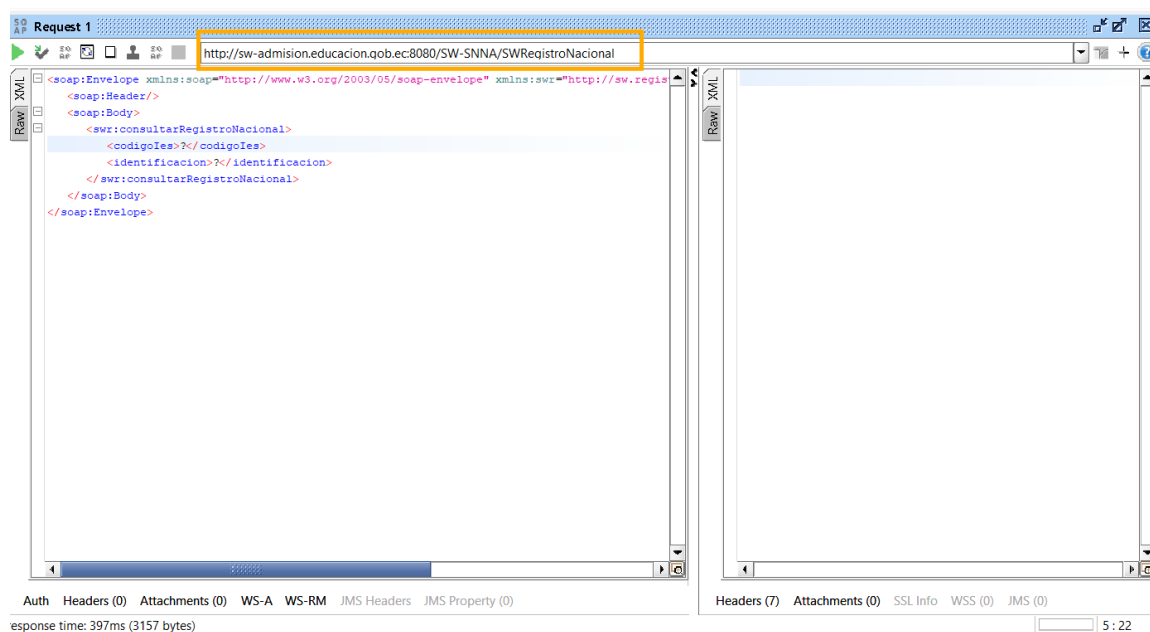 SO AP Request 1
http://sw-admision.educacion.gob.ec:8080/SW-SNNA/SWRegistroNacional
XML
Raw
<soap:Envelope xmlns:soap="http://www.w3.org/2003/05/soap-envelope" xmlns:swr="http://sw.regis
<soap:Header/>
<soap:Body>
<swr:consultarRegistroNacional>
<codigoIes>?</codigoIes>
<identificacion>?</identificacion>
</swr:consultarRegistroNacional>
</soap:Body>
</soap:Envelope>
XML
Raw
Auth Headers (0) Attachments (0) WS-A WS-RM JMS Headers JMS Property (0)
Headers (7) Attachments (0) SSL Info WSS (0) JMS (0)
esponse time: 397ms (3157 bytes)
5 : 22